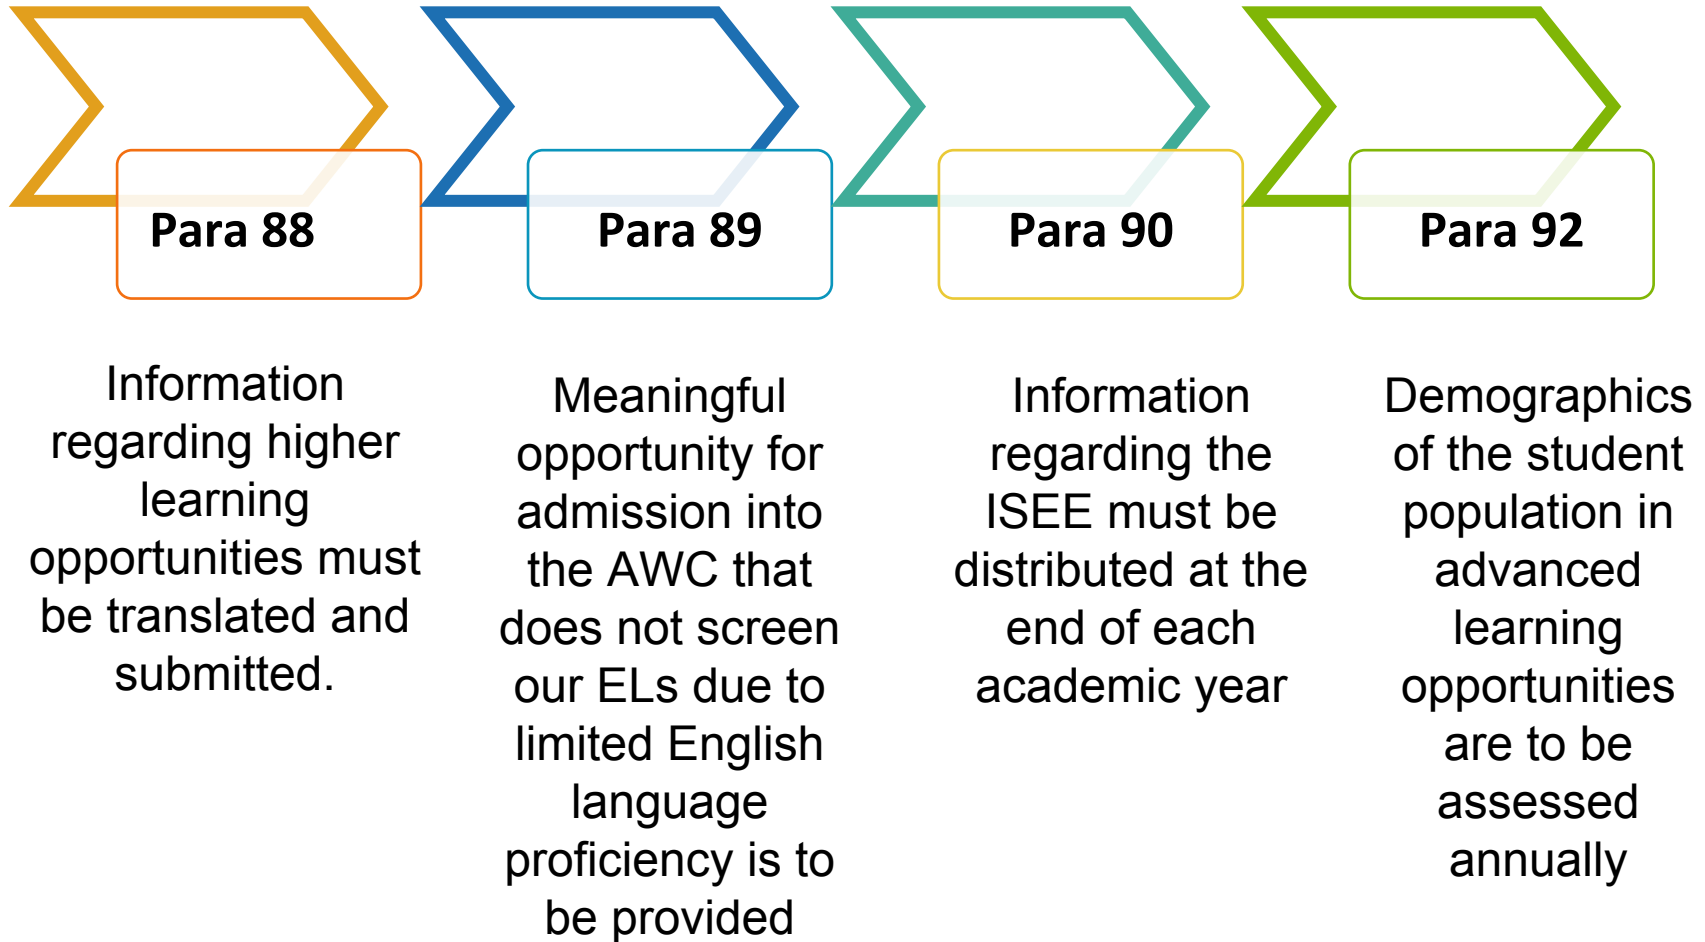 Para 88
Information
regarding higher
learning
opportunities must
be translated and
submitted.
Para 89
Meaningful
opportunity for
admission into
the AWC that
does not screen
our ELs due to
limited English
language
proficiency is to
be provided
Para 90
Information
regarding the
ISEE must be
distributed at the
end of each
academic year
Para 92
Demographics
of the student
population in
advanced
learning
opportunities
are to be
assessed
annually